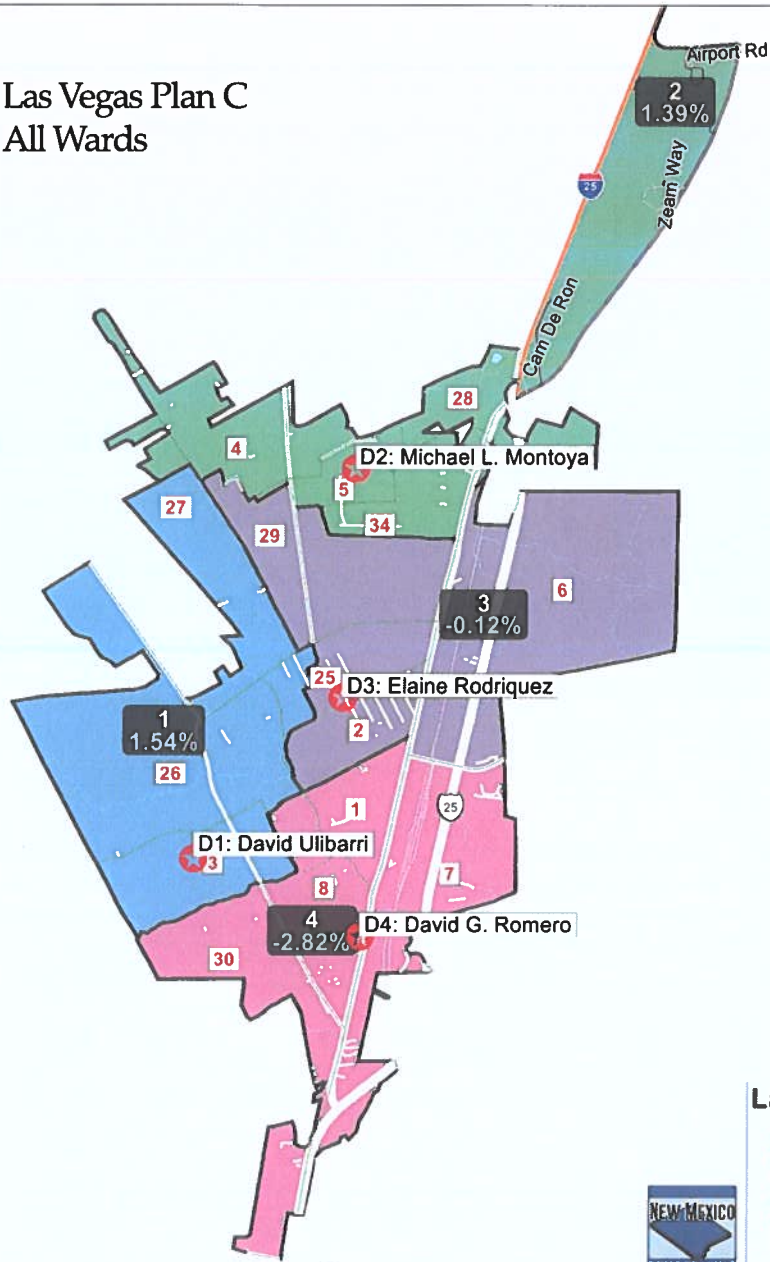 Las Vegas Plan C
All Wards
Airport Rd
2
1.39%
25
Zeam Way
Cam De Ron
28
4
D2: Michael L. Montoya
5
27
34
29
6
3
-0.12%
25
D3: Elaine Rodriquez
1
1.54%
2
26
1
25
D1: David Ulibarri
3
7
8
4
-2.82%
D4: David G. Romero
30
La
NEW MEXICO